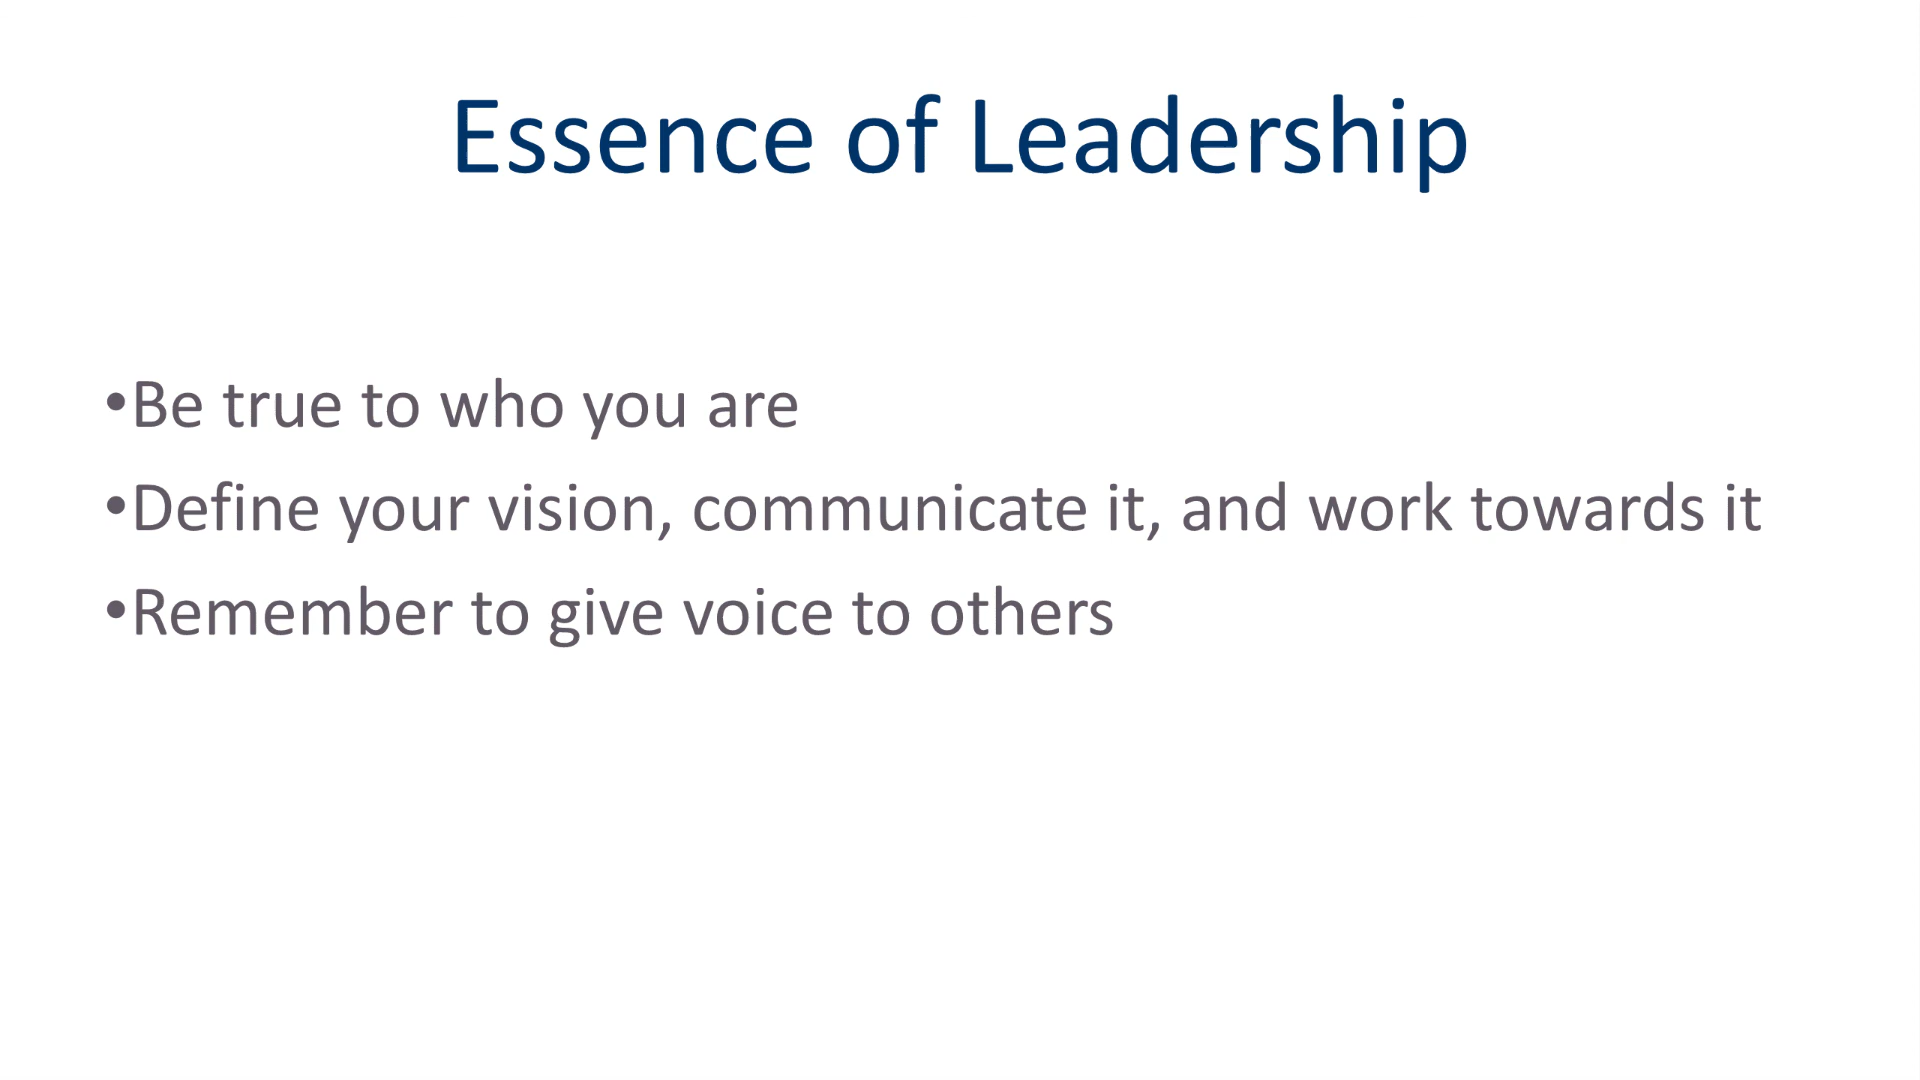 Essence of Leadership
•Be true to who you are
•Define your vision, communicate it, and work towards it
•Remember to give voice to others